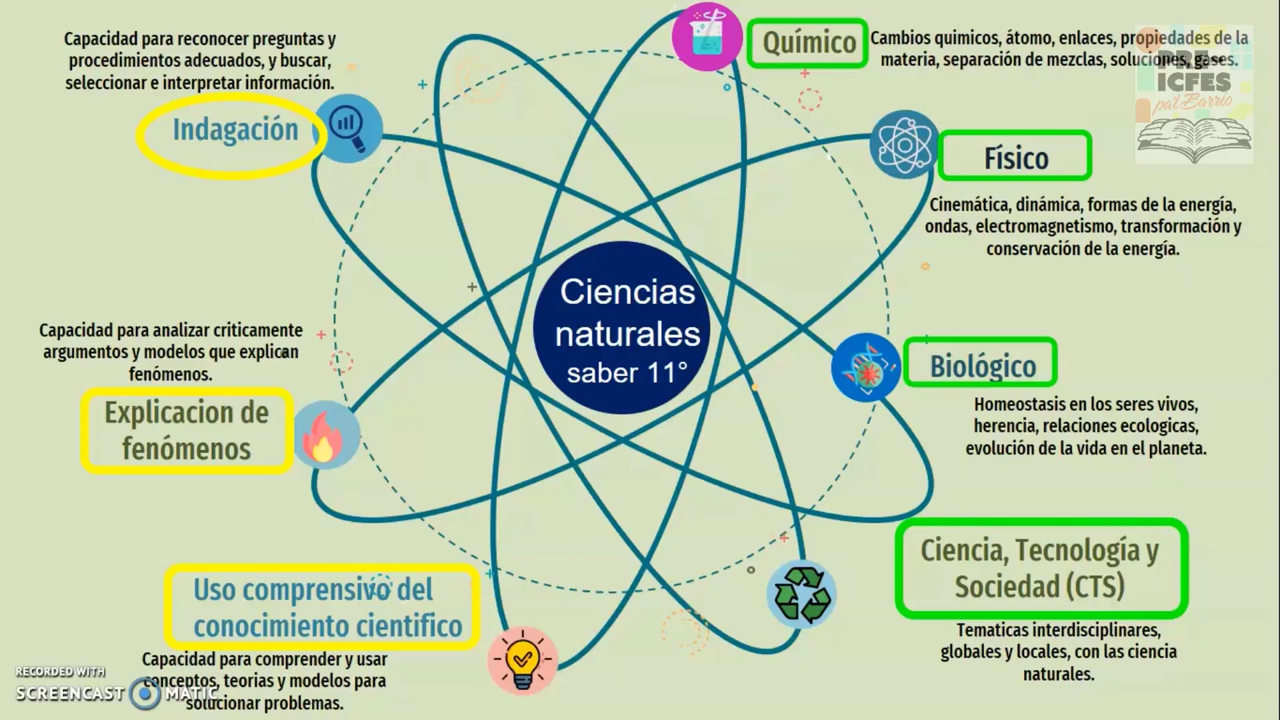 Capacidad para reconocer preguntas y
procedimientos adecuados, y buscar,
seleccionar e interpretar información.
Indagación
Químico
Cambios quimicos, átomo, enlaces, propiedades de la
materia, separación de mezclas, soluciones, gases.
PRE-
ICFES
pa'l Barrio
Físico
Cinemática, dinámica, formas de la energía,
ondas, electromagnetismo, transformación y
conservación de la energía.
Ciencias
naturales
saber 11°
Capacidad para analizar criticamente
argumentos y modelos que explican
fenómenos.
Explicacion de
fenómenos
Biológico
Homeostasis en los seres vivos,
herencia, relaciones ecologicas,
evolución de la vida en el planeta.
Uso comprensivo del
conocimiento cientifico
Capacidad para comprender y usar
conceptos, teorias y modelos para
solucionar problemas.
Ciencia, Tecnología y
Sociedad (CTS)
Tematicas interdisciplinares,
globales y locales, con las ciencia
naturales.
RECORDED WITH
SCREENCAST MATIC